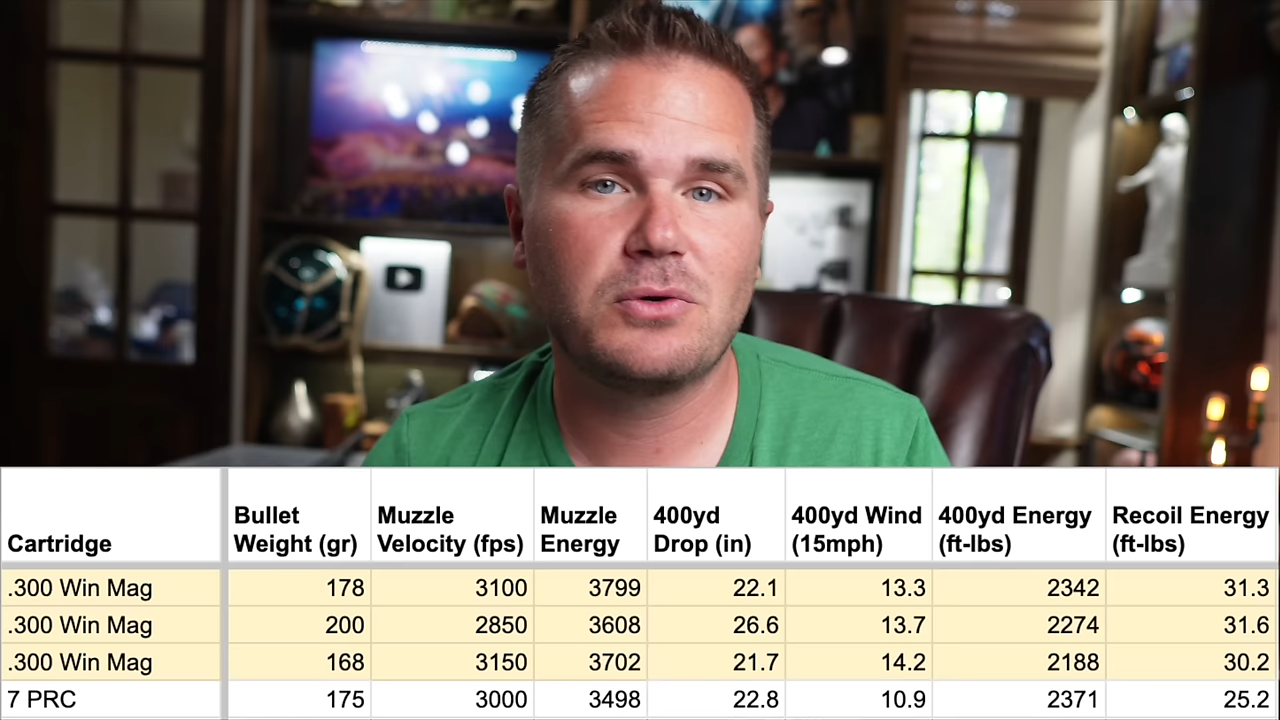 Cartridge Bullet Weight (gr) Muzzle Velocity (fps) Muzzle Energy 400yd Drop (in) 400yd Wind (15mph) 400yd Energy (ft-lbs) Recoil Energy (ft-lbs)
.300 Win Mag 178 3100 3799 22.1 13.3 2342 31.3
.300 Win Mag 200 2850 3608 26.6 13.7 2274 31.6
.300 Win Mag 168 3150 3702 21.7 14.2 2188 30.2
7 PRC 175 3000 3498 22.8 10.9 2371 25.2